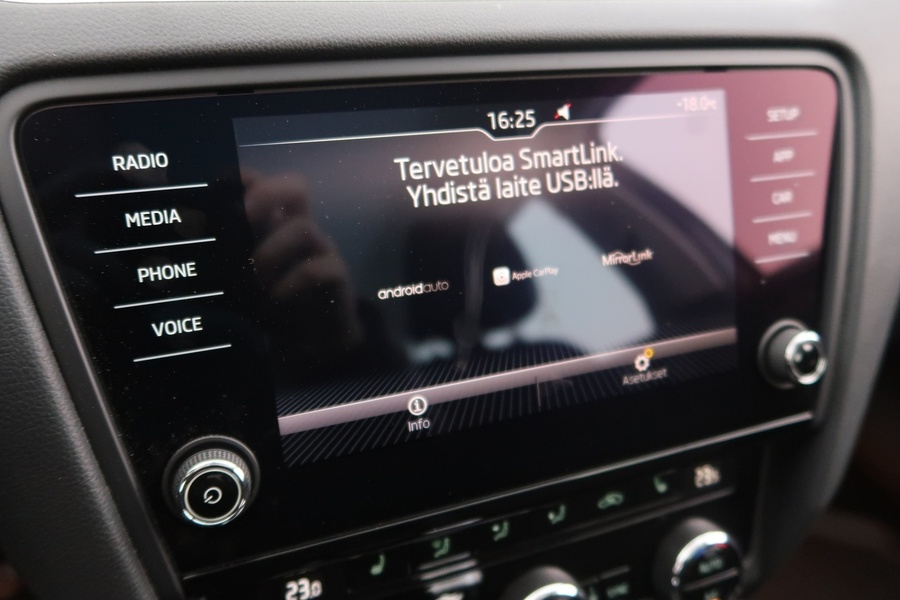 16:25
-18.0°C
RADIO
MEDIA
PHONE
VOICE
Tervetuloa SmartLink.
Yhdistä laite USB:llä.
androidauto
Apple CarPlay
MirrorLink
Info
Asetukset
SETUP
APP
CAR
MENU
23.0
AUTO